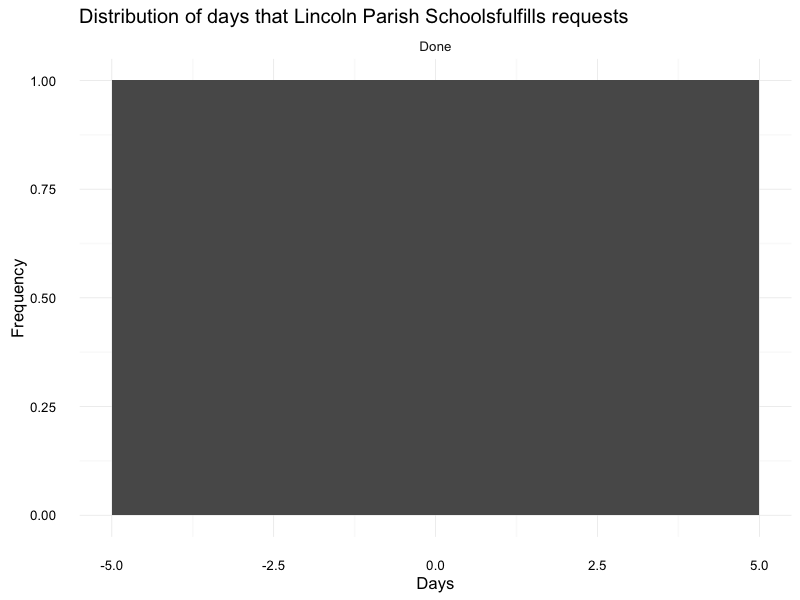 Distribution of days that Lincoln Parish Schoolsfulfills requests
Done
1.00
0.75
0.50
0.25
0.00
Frequency
-5.0 -2.5 0.0 2.5 5.0
Days